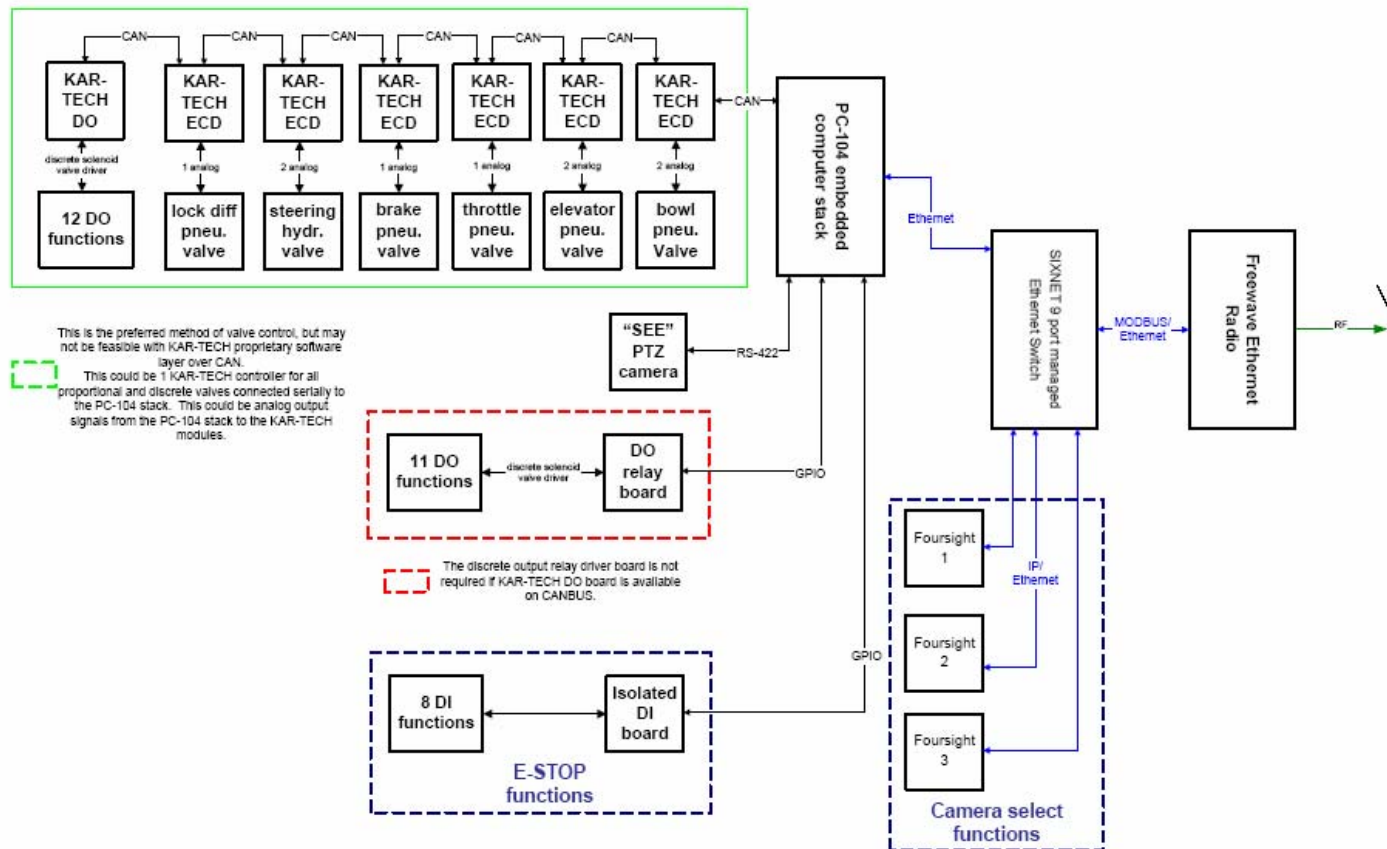 CAN
CAN
CAN
CAN
CAN
CAN
KAR-
TECH
DO
KAR-
TECH
ECD
KAR-
TECH
ECD
KAR-
TECH
ECD
KAR-
TECH
ECD
KAR-
TECH
ECD
KAR-
TECH
ECD
CAN
PC-104 embedded
computer stack
discrete solenoid
valve driver
1 analog
2 analog
1 analog
1 analog
2 analog
2 analog
12 DO
functions
lock diff
pneu.
valve
steering
hydr.
valve
brake
pneu.
valve
throttle
pneu.
valve
elevator
pneu.
valve
bowl
pneu.
Valve
Ethernet
SIXNET 9 port managed
Ethernet Switch
MODBUS/
Ethernet
Freewave Ethernet
Radio
RF
This is the preferred method of valve control, but may
not be feasible with KAR-TECH proprietary software
layer over CAN.
This could be 1 KAR-TECH controller for all
proportional and discrete valves connected serially to
the PC-104 stack.  This could be analog output
signals from the PC-104 stack to the KAR-TECH
modules.
“SEE”
PTZ
camera
RS-422
11 DO
functions
discrete solenoid
valve driver
DO
relay
board
GPIO
The discrete output relay driver board is not
required if KAR-TECH DO board is available
on CANBUS.
8 DI
functions
Isolated
DI
board
GPIO
E-STOP
functions
Foursight
1
IP/
Ethernet
Foursight
2
Foursight
3
Camera select
functions